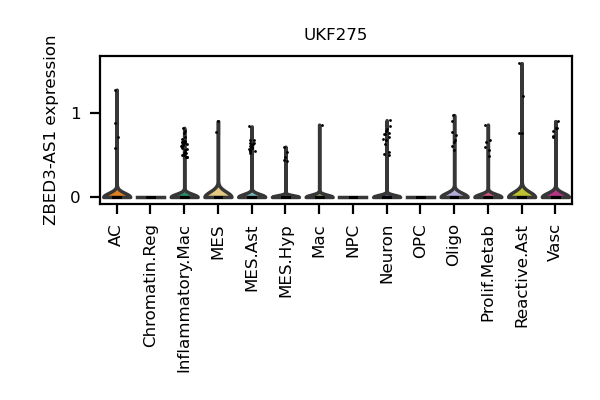 UKF275
ZBED3-AS1 expression
1
0
AC
Chromatin.Reg
Inflammatory.Mac
MES
MES.Ast
MES.Hyp
Mac
NPC
Neuron
OPC
Oligo
Prolif.Metab
Reactive.Ast
Vasc